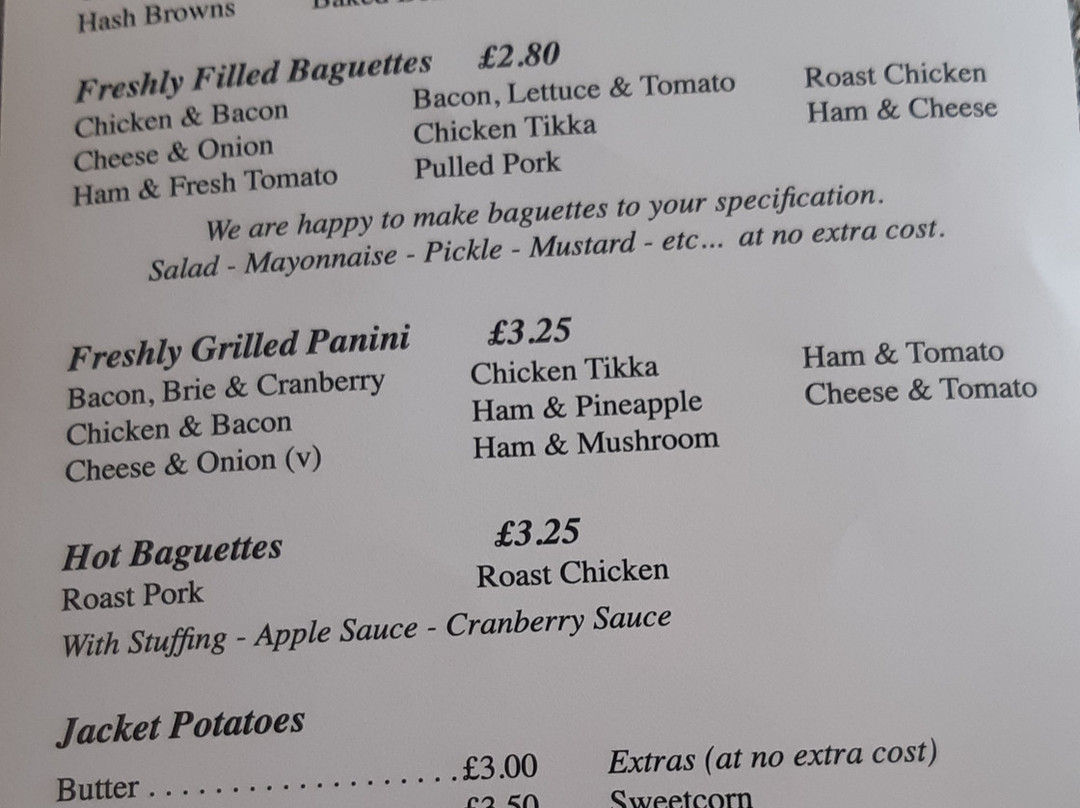 Hash Browns
Freshly Filled Baguettes £2.80
Chicken & Bacon Bacon, Lettuce & Tomato Roast Chicken
Cheese & Onion Chicken Tikka Ham & Cheese
Ham & Fresh Tomato Pulled Pork
We are happy to make baguettes to your specification.
Salad - Mayonnaise - Pickle - Mustard - etc... at no extra cost.
Freshly Grilled Panini £3.25
Bacon, Brie & Cranberry Chicken Tikka Ham & Tomato
Chicken & Bacon Ham & Pineapple Cheese & Tomato
Cheese & Onion (v) Ham & Mushroom
Hot Baguettes £3.25
Roast Pork Roast Chicken
With Stuffing - Apple Sauce - Cranberry Sauce
Jacket Potatoes
Butter . . . . . . . . . . . . . . . . . . . £3.00 Extras (at no extra cost)
£3.50 Sweetcorn